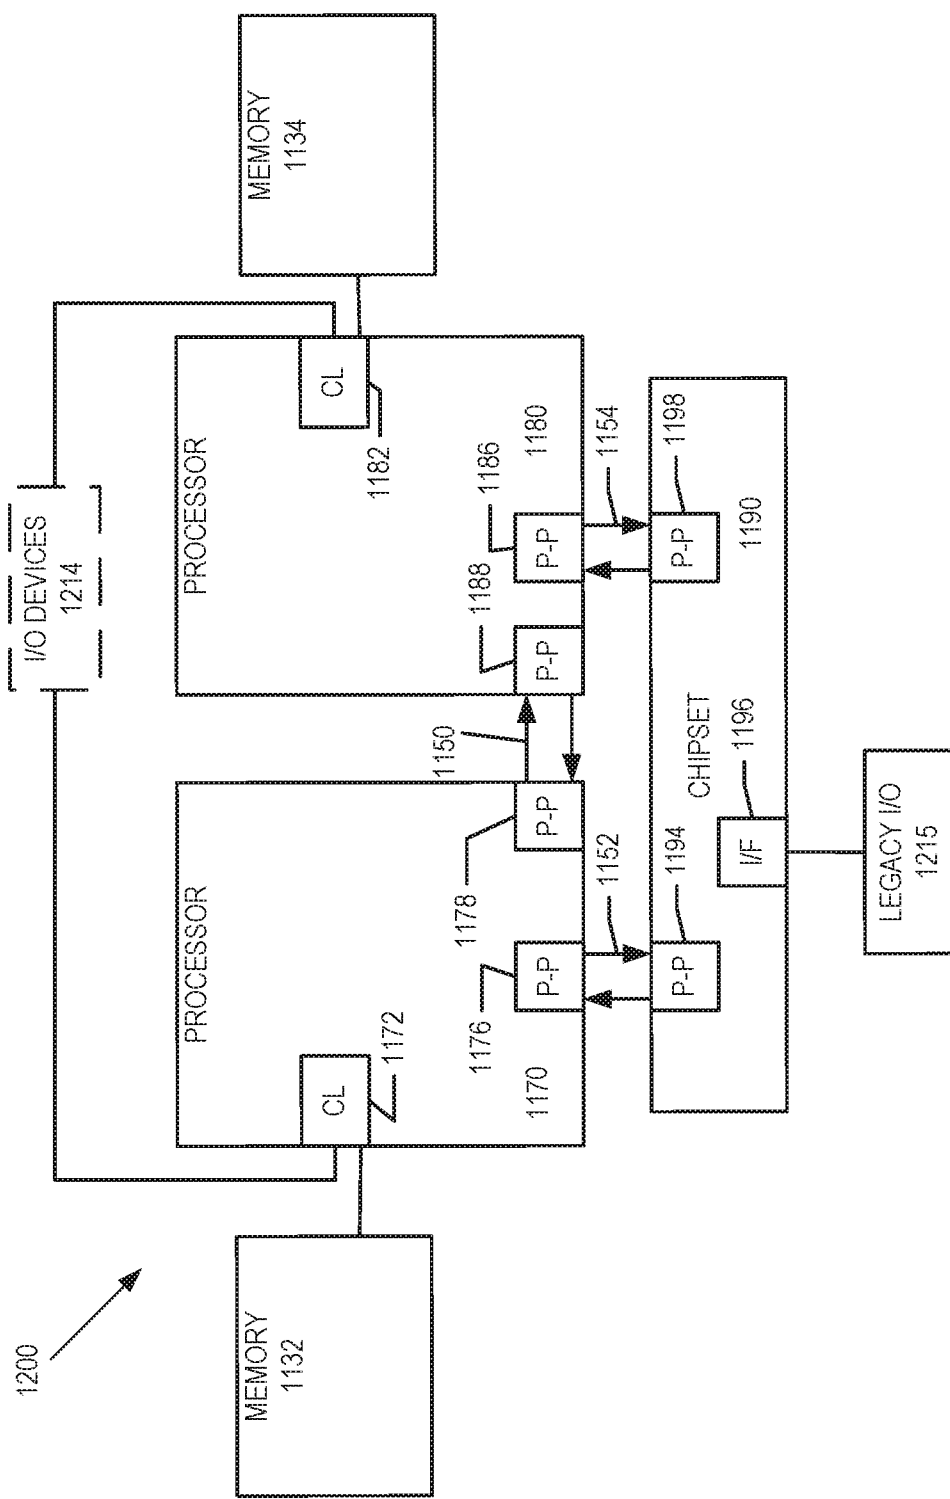 1200
I/O DEVICES
1214
MEMORY
1132
PROCESSOR
CL
1172
1170
1176
P-P
1178
P-P
1150
PROCESSOR
CL
1182
1180
1188
P-P
1186
P-P
MEMORY
1134
1152
1154
P-P
1194
CHIPSET
1190
P-P
1198
I/F
1196
LEGACY I/O
1215